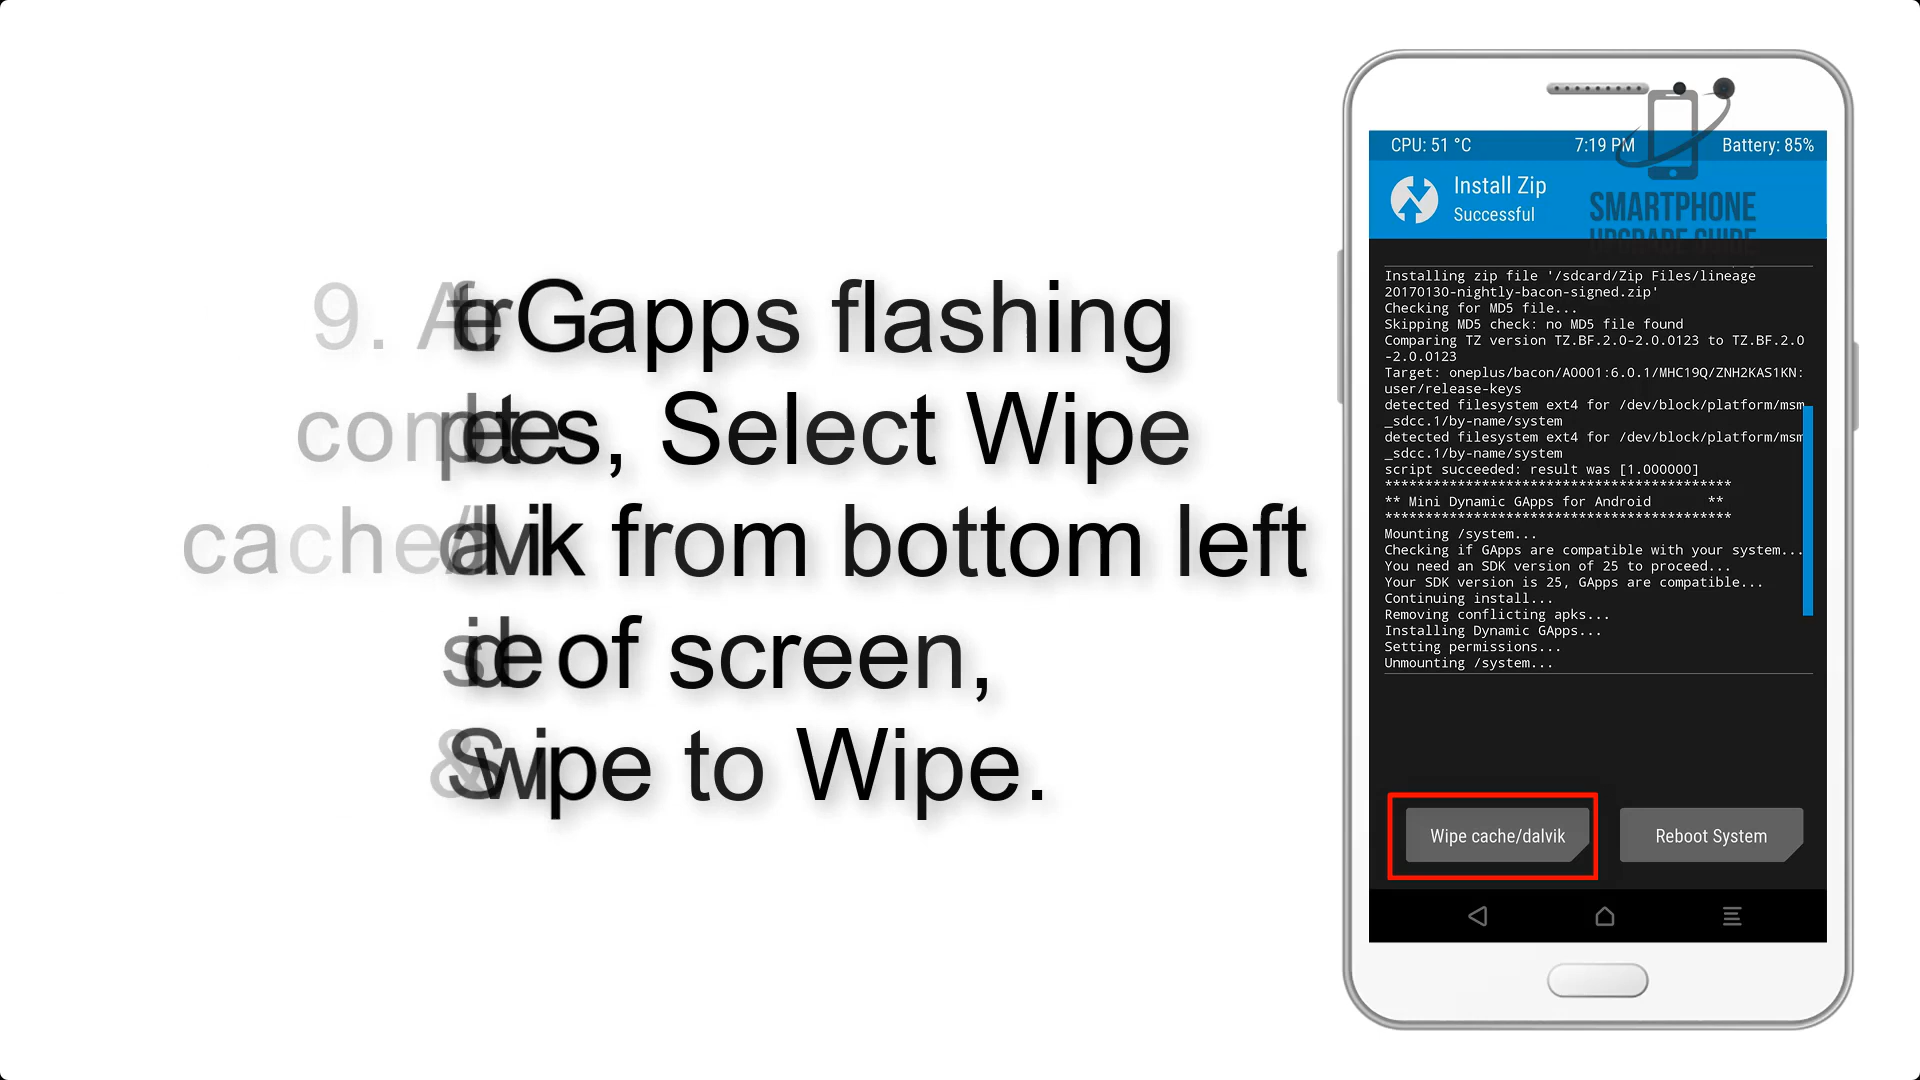 9. After Gapps flashing
completes, Select Wipe
cache/dalvik from bottom left
side of screen,
& Swipe to Wipe.
CPU: 51 °C 7:19 PM Battery: 85%
Install Zip
Successful
SMARTPHONE
UPGRADE GUIDE
Installing zip file '/sdcard/Zip Files/lineage
20170130-nightly-bacon-signed.zip'
Checking for MD5 file...
Skipping MD5 check: no MD5 file found
Comparing TZ version TZ.BF.2.0-2.0.0123 to TZ.BF.2.0
-2.0.0123
Target: oneplus/bacon/A0001:6.0.1/MHC19Q/ZNH2KAS1KN:
user/release-keys
detected filesystem ext4 for /dev/block/platform/msm
_sdcc.1/by-name/system
detected filesystem ext4 for /dev/block/platform/msm
_sdcc.1/by-name/system
script succeeded: result was [1.000000]
*******************************************
** Mini Dynamic GApps for Android **
*******************************************
Mounting /system...
Checking if GApps are compatible with your system...
You need an SDK version of 25 to proceed...
Your SDK version is 25, GApps are compatible...
Continuing install...
Removing conflicting apks...
Installing Dynamic GApps...
Setting permissions...
Unmounting /system...
Wipe cache/dalvik Reboot System